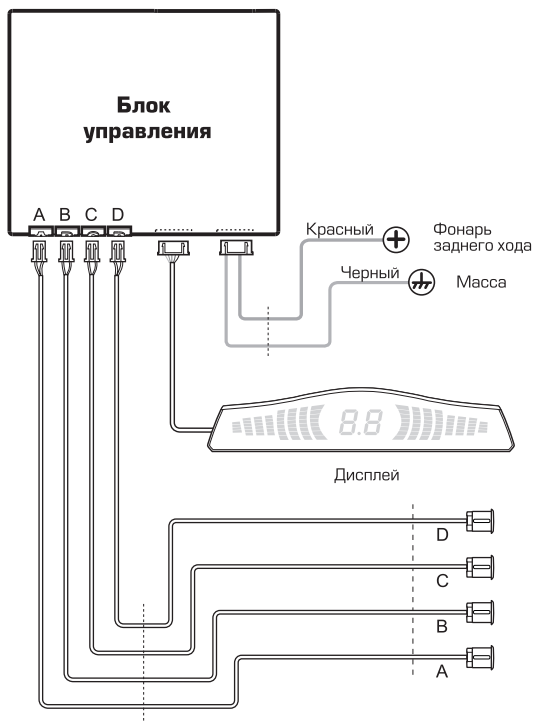 Блок
управления
A B C D
Красный
Фонарь
заднего хода
Черный
Масса
8.8
Дисплей
D
C
B
A